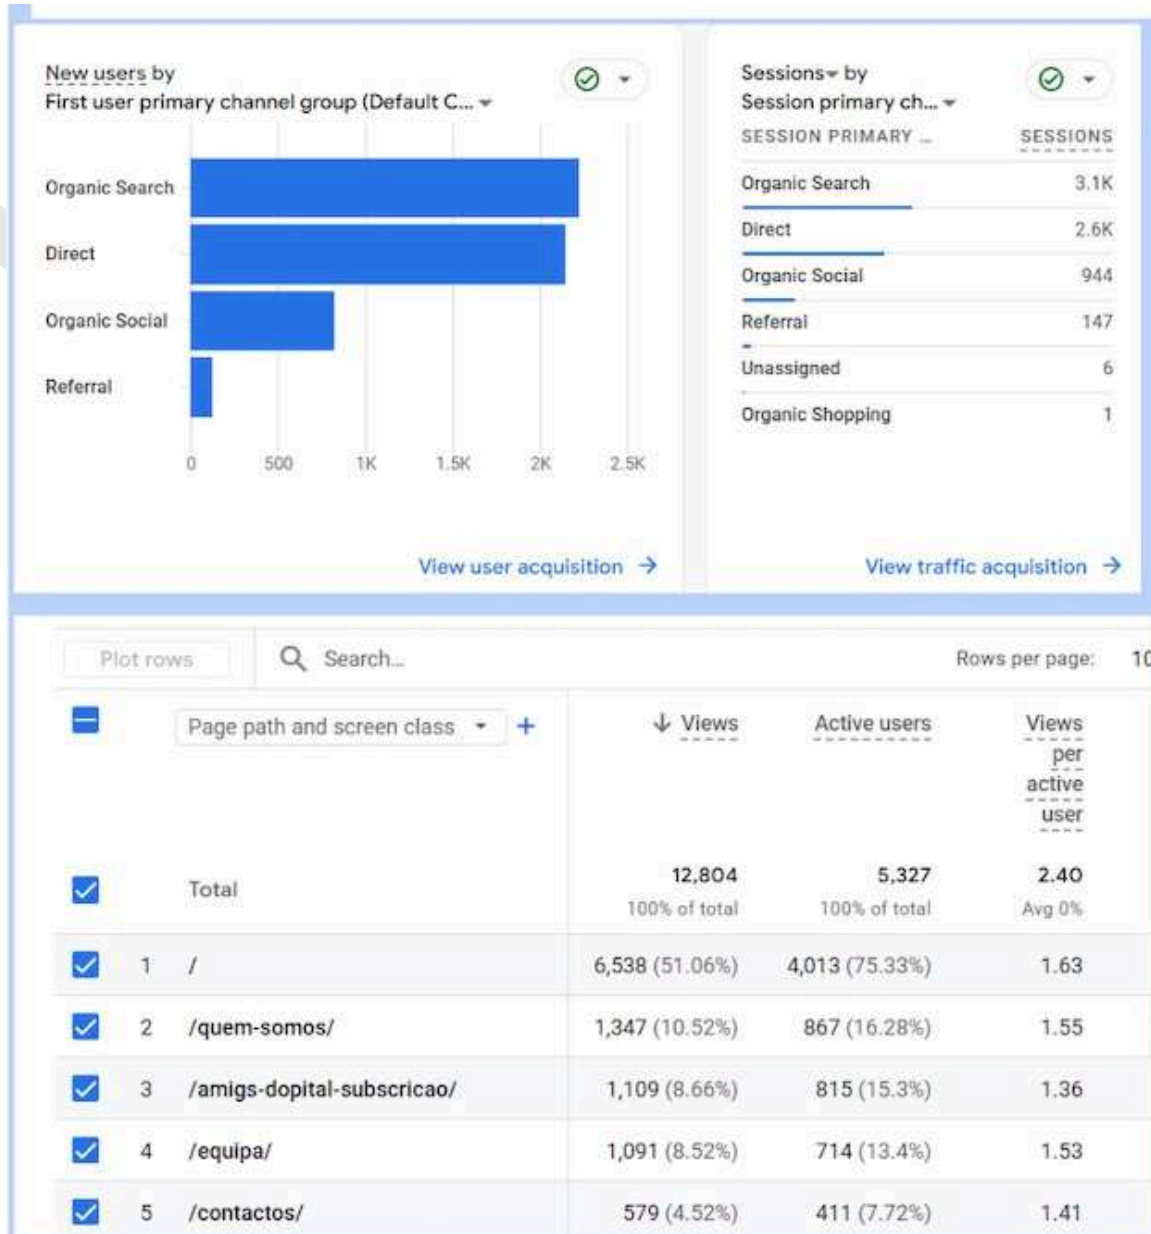 New users by
First user primary channel group (Default C...
Organic Search
Direct
Organic Social
Referral
0 500 1K 1.5K 2K 2.5K
View user acquisition
Sessions by
Session primary ch...
SESSION PRIMARY ... SESSIONS
Organic Search 3.1K
Direct 2.6K
Organic Social 944
Referral 147
Unassigned 6
Organic Shopping 1
View traffic acquisition
Plot rows Search... Rows per page: 10
Page path and screen class + Views Active users Views
per
active
user
Total 12,804 5,327 2.40
100% of total 100% of total Avg 0%
1 / 6,538 (51.06%) 4,013 (75.33%) 1.63
2 /quem-somos/ 1,347 (10.52%) 867 (16.28%) 1.55
3 /amigs-dopital-subscricao/ 1,109 (8.66%) 815 (15.3%) 1.36
4 /equipa/ 1,091 (8.52%) 714 (13.4%) 1.53
5 /contactos/ 579 (4.52%) 411 (7.72%) 1.41